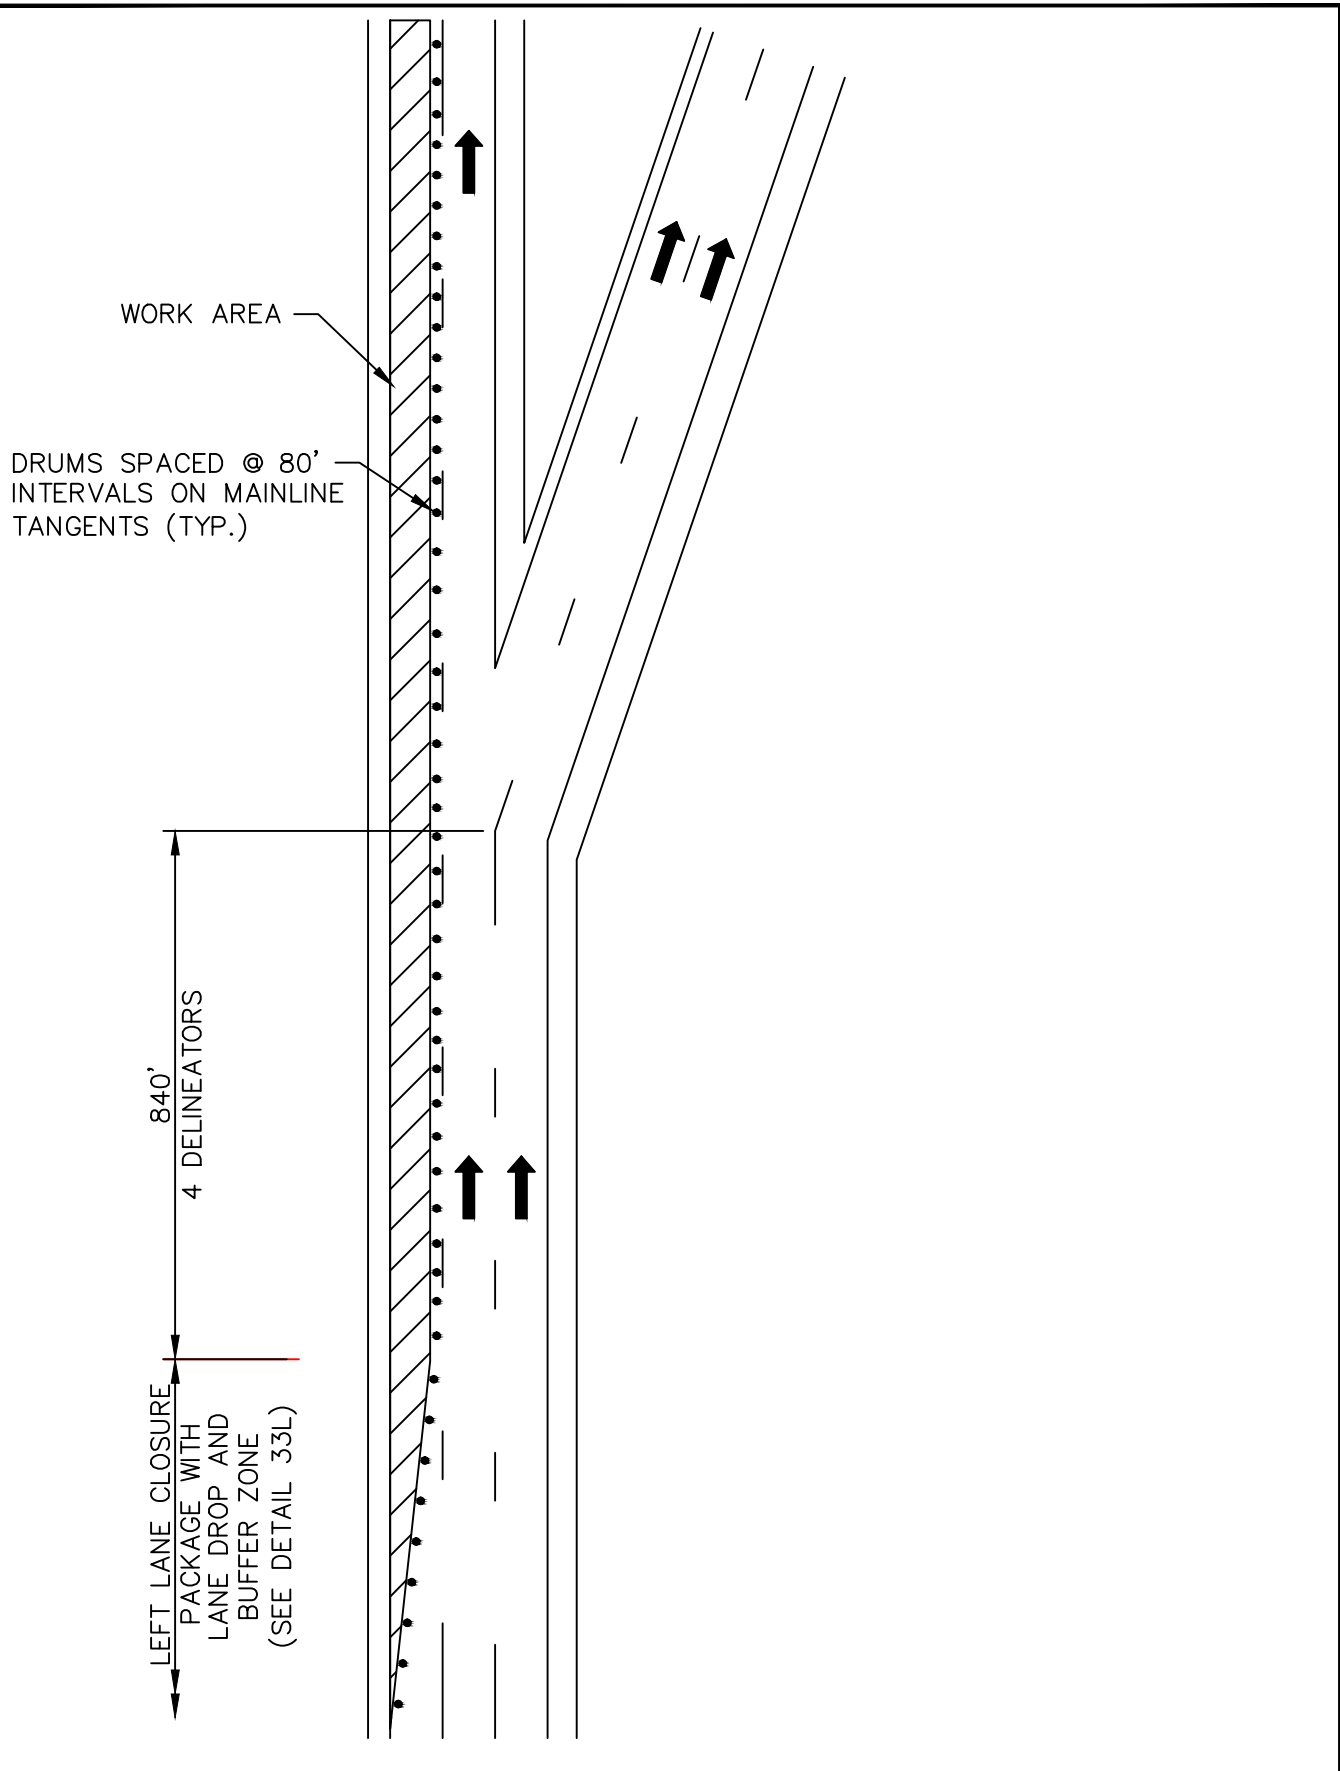 WORK AREA
DRUMS SPACED @ 80'
INTERVALS ON MAINLINE
TANGENTS (TYP.)
840'
4 DELINEATORS
LEFT LANE CLOSURE
PACKAGE WITH
LANE DROP AND
BUFFER ZONE
(SEE DETAIL 33L)